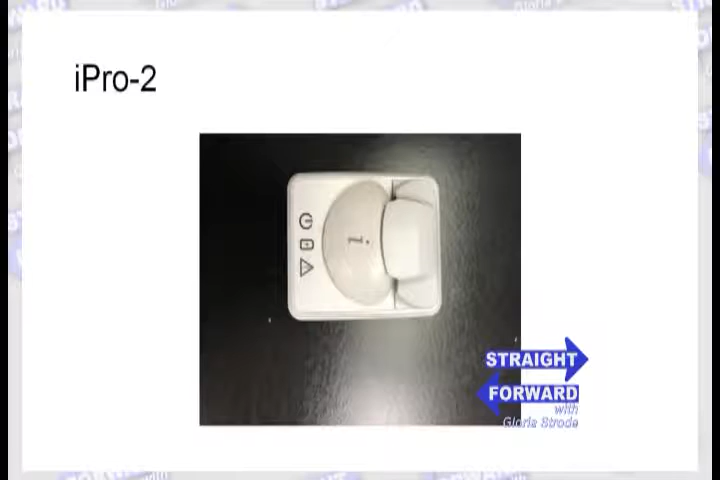 iPro-2
i
STRAIGHT
FORWARD
with
Gloria Strode